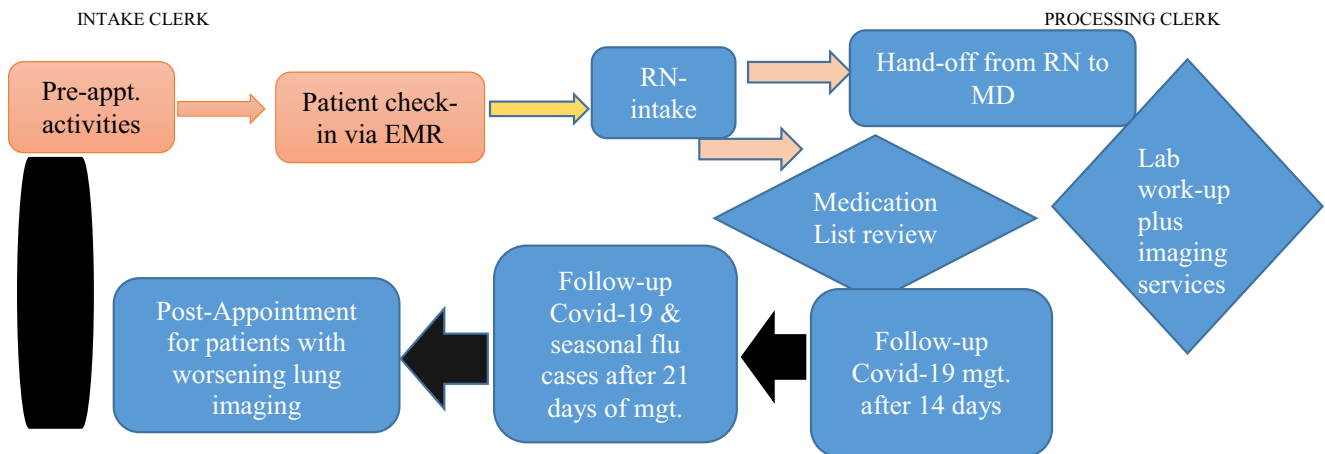 INTAKE CLERK
PROCESSING CLERK
Pre-appt.
activities
Patient check-
in via EMR
RN-
intake
Hand-off from RN to
MD
Medication
List review
Lab
work-up
plus
imaging
services
Post-Appointment
for patients with
worsening lung
imaging
Follow-up
Covid-19 &
seasonal flu
cases after 21
days of mgt.
Follow-up
Covid-19 mgt.
after 14 days